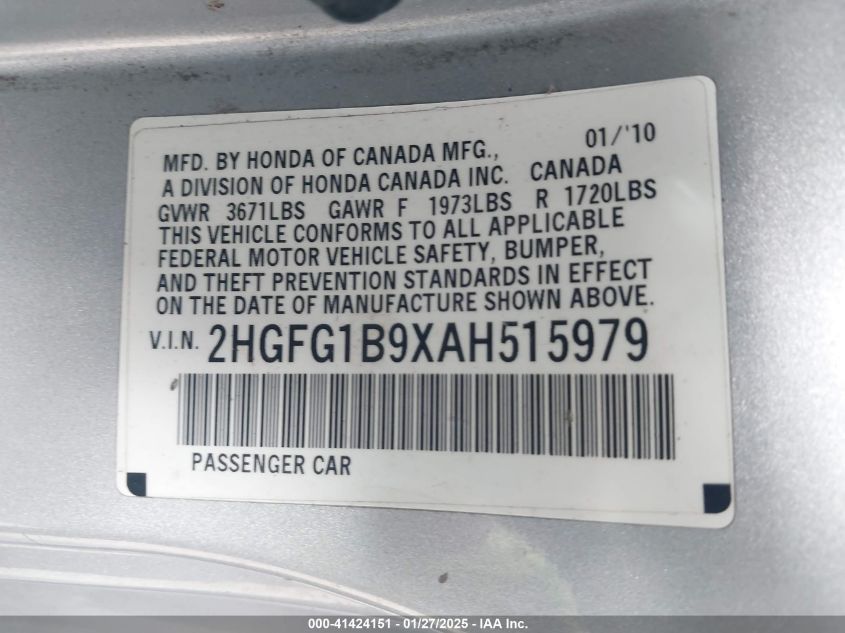 01/'10
MFD. BY HONDA OF CANADA MFG.,
A DIVISION OF HONDA CANADA INC. CANADA
GVWR 3671LBS GAWR F 1973LBS R 1720LBS
THIS VEHICLE CONFORMS TO ALL APPLICABLE
FEDERAL MOTOR VEHICLE SAFETY, BUMPER,
AND THEFT PREVENTION STANDARDS IN EFFECT
ON THE DATE OF MANUFACTURE SHOWN ABOVE.
V.I.N. 2HGFG1B9XAH515979
PASSENGER CAR
000-41424151 - 01/27/2025 - IAA Inc.